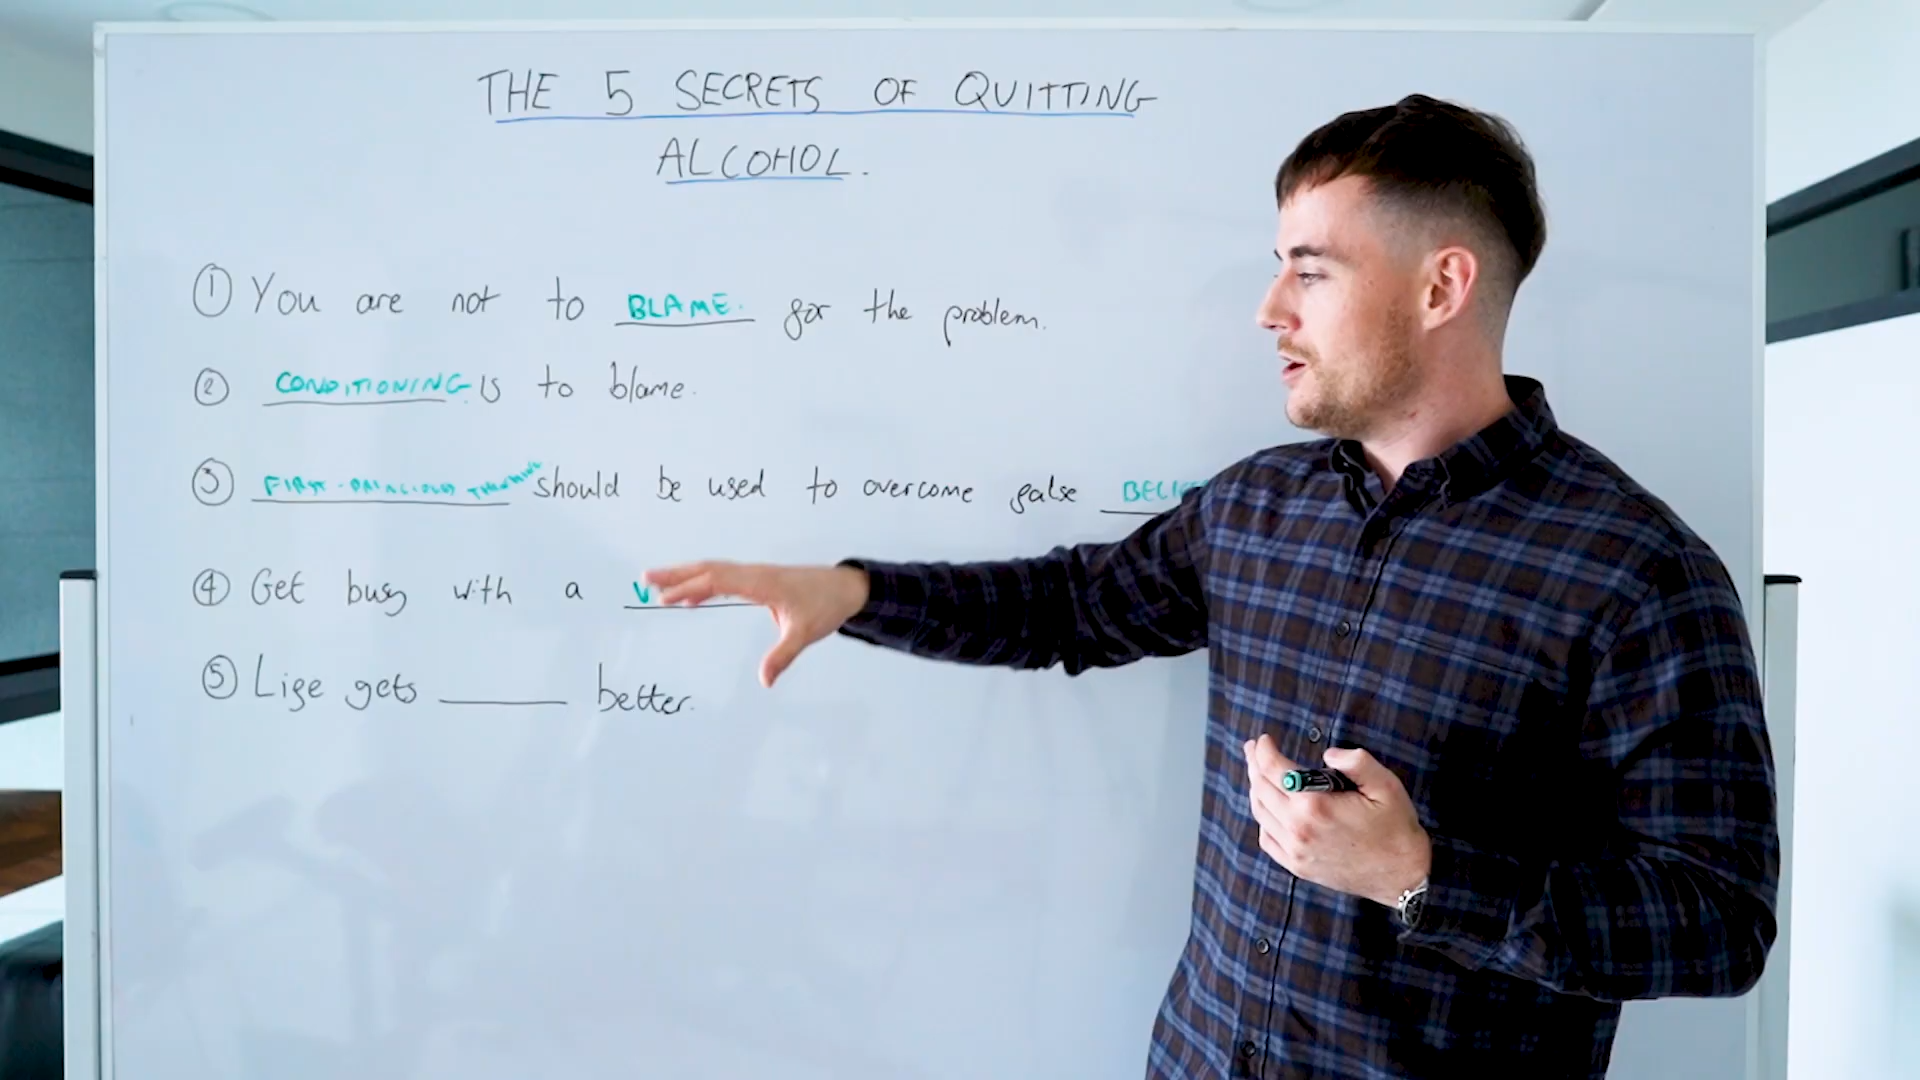 THE 5 SECRETS OF QUITTING
ALCOHOL.
① You are not to BLAME. for the problem.
② CONDITIONING is to blame.
③ FIRST-PRINCIPLES THINKING should be used to overcome false
④ Get busy with a
⑤ Life gets ______ better.